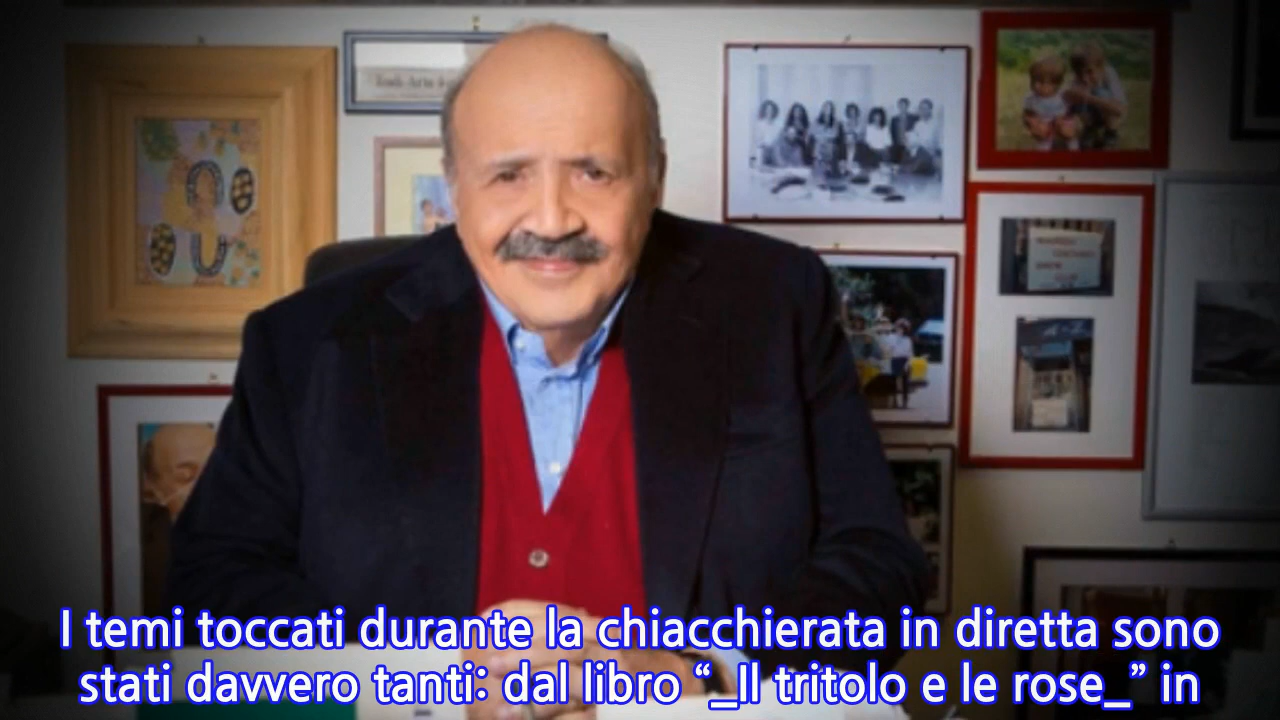 I temi toccati durante la chiacchierata in diretta sono
stati davvero tanti: dal libro “_Il tritolo e le rose_” in